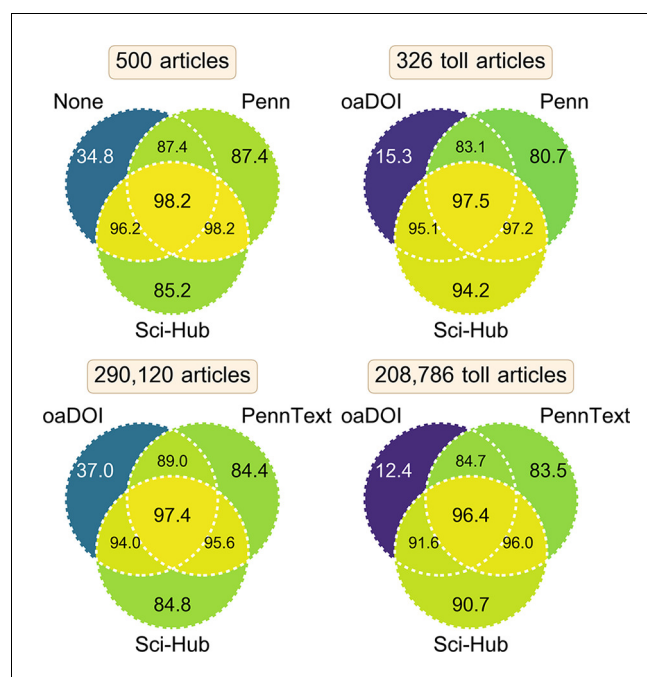 500 articles
326 toll articles
None
Penn
oaDOI
Penn
34.8
87.4
87.4
15.3
83.1
80.7
98.2
97.5
96.2
98.2
95.1
97.2
85.2
94.2
Sci-Hub
Sci-Hub
290,120 articles
208,786 toll articles
oaDOI
PennText
oaDOI
PennText
37.0
89.0
84.4
12.4
84.7
83.5
97.4
96.4
94.0
95.6
91.6
96.0
84.8
90.7
Sci-Hub
Sci-Hub